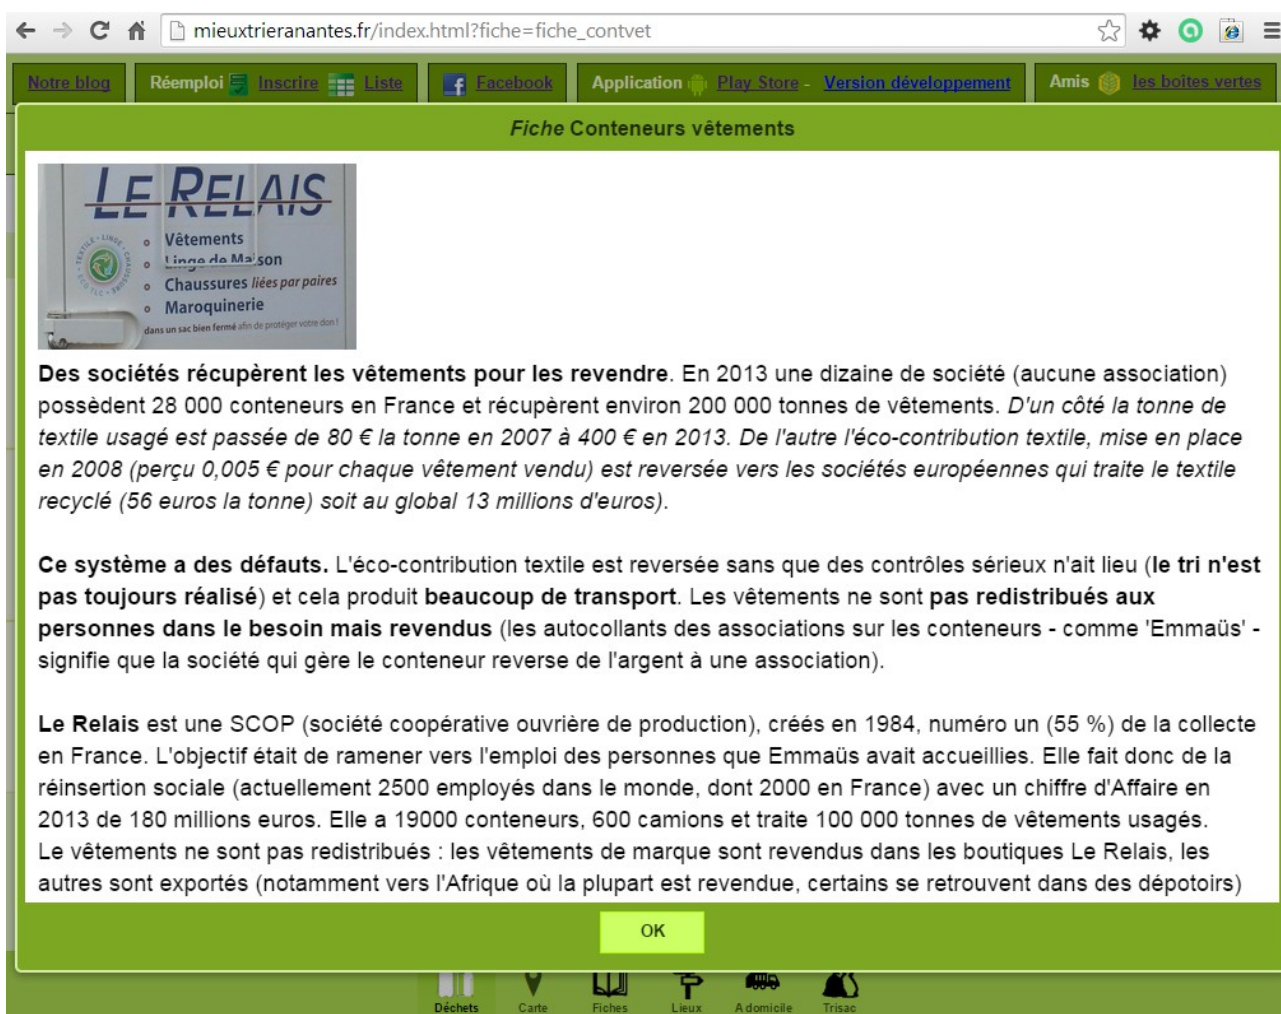 mieuxtrieranantes.fr/index.html?fiche=fiche_contvet
Notre blog Réemploi Inscrire Liste Facebook Application Play Store - Version développement Amis les boîtes vertes
Fiche Conteneurs vêtements
LE RELAIS
Vêtements
Linge de Maison
Chaussures liées par paires
Maroquinerie
dans un sac bien fermé afin de protéger votre don !
Des sociétés récupèrent les vêtements pour les revendre. En 2013 une dizaine de société (aucune association)
possèdent 28 000 conteneurs en France et récupèrent environ 200 000 tonnes de vêtements. D'un côté la tonne de
textile usagé est passée de 80 € la tonne en 2007 à 400 € en 2013. De l'autre l'éco-contribution textile, mise en place
en 2008 (perçu 0,005 € pour chaque vêtement vendu) est reversée vers les sociétés européennes qui traite le textile
recyclé (56 euros la tonne) soit au global 13 millions d'euros).
Ce système a des défauts. L'éco-contribution textile est reversée sans que des contrôles sérieux n'ait lieu (le tri n'est
pas toujours réalisé) et cela produit beaucoup de transport. Les vêtements ne sont pas redistribués aux
personnes dans le besoin mais revendus (les autocollants des associations sur les conteneurs - comme 'Emmaüs' -
signifie que la société qui gère le conteneur reverse de l'argent à une association).
Le Relais est une SCOP (société coopérative ouvrière de production), créés en 1984, numéro un (55 %) de la collecte
en France. L'objectif était de ramener vers l'emploi des personnes que Emmaüs avait accueillies. Elle fait donc de la
réinsertion sociale (actuellement 2500 employés dans le monde, dont 2000 en France) avec un chiffre d'Affaire en
2013 de 180 millions euros. Elle a 19000 conteneurs, 600 camions et traite 100 000 tonnes de vêtements usagés.
Le vêtements ne sont pas redistribués : les vêtements de marque sont revendus dans les boutiques Le Relais, les
autres sont exportés (notamment vers l'Afrique où la plupart est revendue, certains se retrouvent dans des dépotoirs)
OK
Déchets Carte Fiches Lieux A domicile Trisac